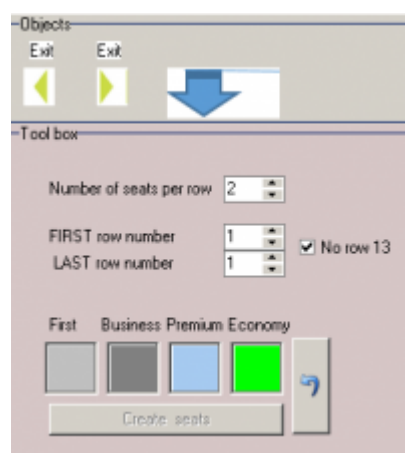 Objects
Exit Exit
Tool box
Number of seats per row 2
FIRST row number 1
No row 13
LAST row number 1
First Business Premium Economy
Create seats